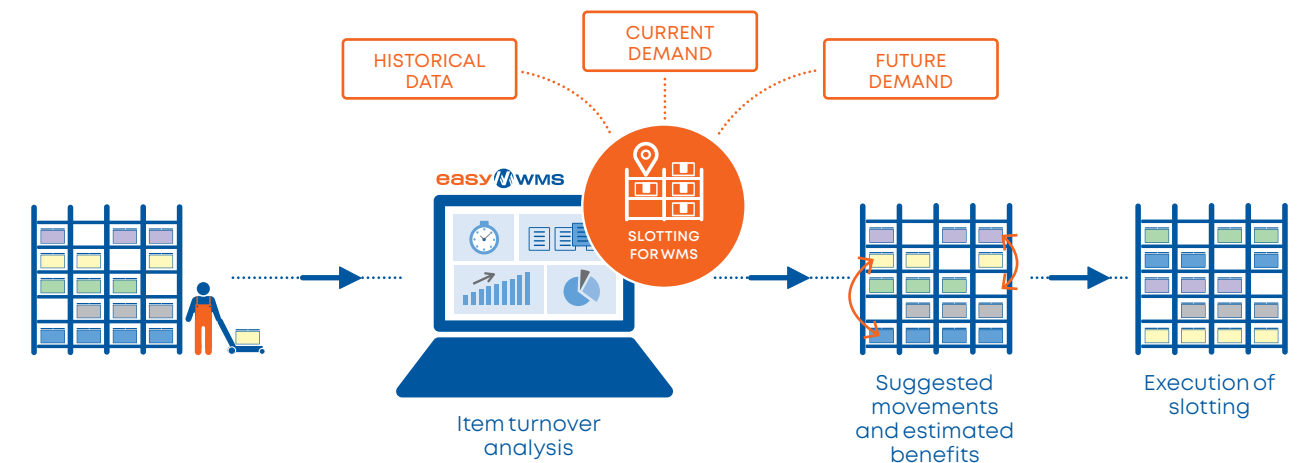 HISTORICAL
DATA
CURRENT
DEMAND
FUTURE
DEMAND
easy WMS
SLOTTING
FOR WMS
Item turnover
analysis
Suggested
movements
and estimated
benefits
Execution of
slotting